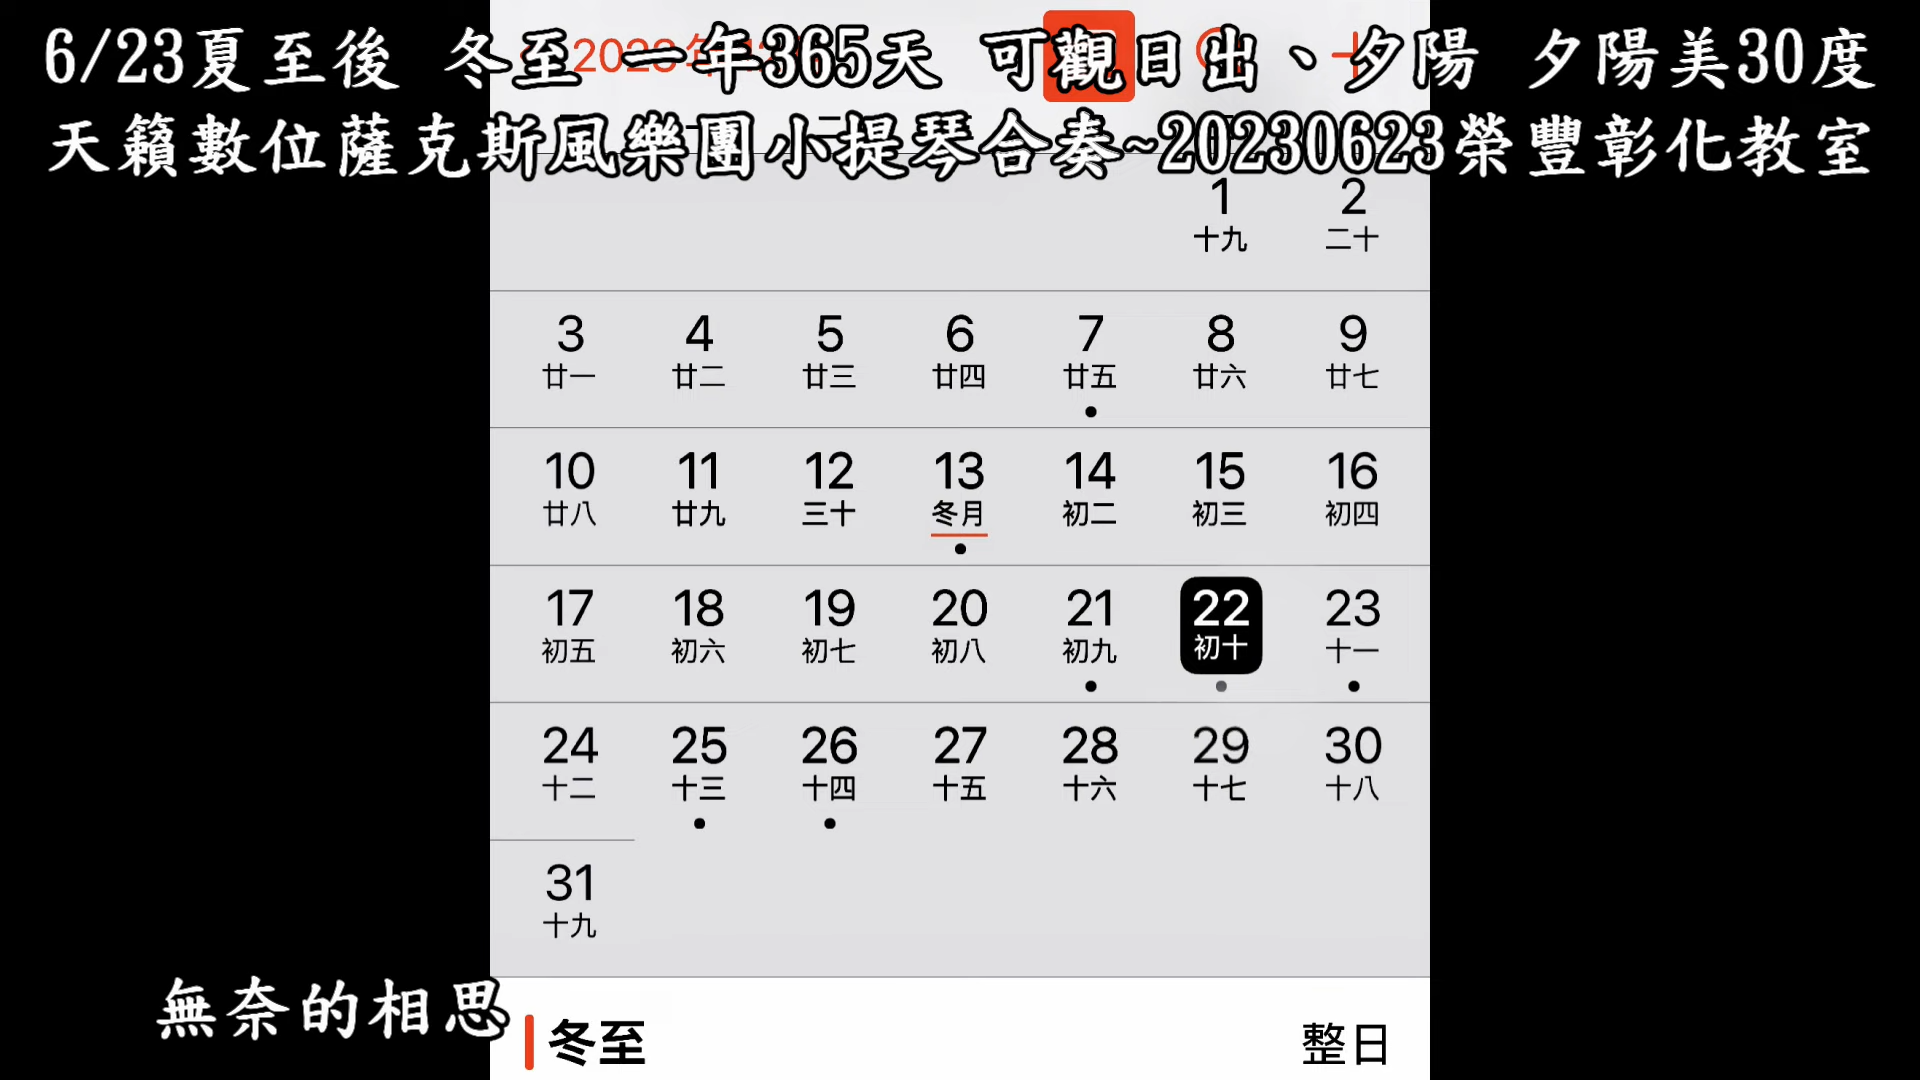 6/23夏至後 冬至 一年365天 可觀日出、夕陽 夕陽美30度
天籟數位薩克斯風樂團小提琴合奏~20230623榮豐彰化教室
1 2
十九 二十
3 4 5 6 7 8 9
廿一 廿二 廿三 廿四 廿五 廿六 廿七
10 11 12 13 14 15 16
廿八 廿九 三十 冬月 初二 初三 初四
17 18 19 20 21 22 23
初五 初六 初七 初八 初九 初十 十一
24 25 26 27 28 29 30
十二 十三 十四 十五 十六 十七 十八
31
十九
無奈的相思
冬至 整日